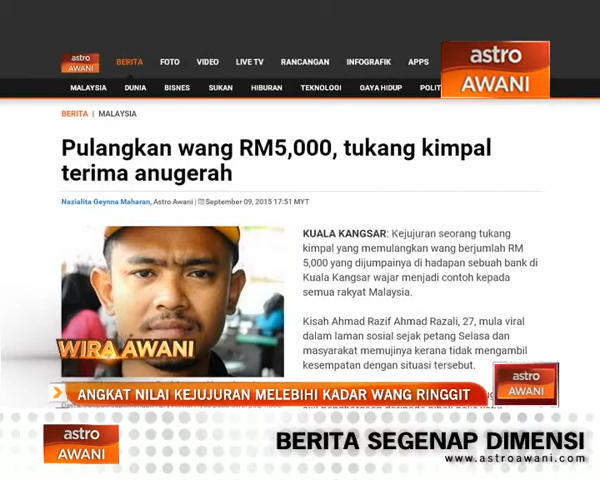 astro
AWANI
BERITA FOTO VIDEO LIVE TV RANCANGAN INFOGRAFIK APPS
astro
AWANI
MALAYSIA DUNIA BISNES SUKAN HIBURAN TEKNOLOGI GAYA HIDUP POLIT
BERITA | MALAYSIA
Pulangkan wang RM5,000, tukang kimpal
terima anugerah
Nazialita Geynna Maharan, Astro Awani | September 09, 2015 17:51 MYT
KUALA KANGSAR: Kejujuran seorang tukang
kimpal yang memulangkan wang berjumlah RM
5,000 yang dijumpainya di hadapan sebuah bank di
Kuala Kangsar wajar menjadi contoh kepada
semua rakyat Malaysia.
Kisah Ahmad Razif Ahmad Razali, 27, mula viral
dalam laman sosial sejak petang Selasa dan
masyarakat memujinya kerana tidak mengambil
kesempatan dengan situasi tersebut.
WIRA AWANI
ANGKAT NILAI KEJUJURAN MELEBIHI KADAR WANG RINGGIT
astro
AWANI
astro
AWANI
BERITA SEGENAP DIMENSI
www.astroawani.com